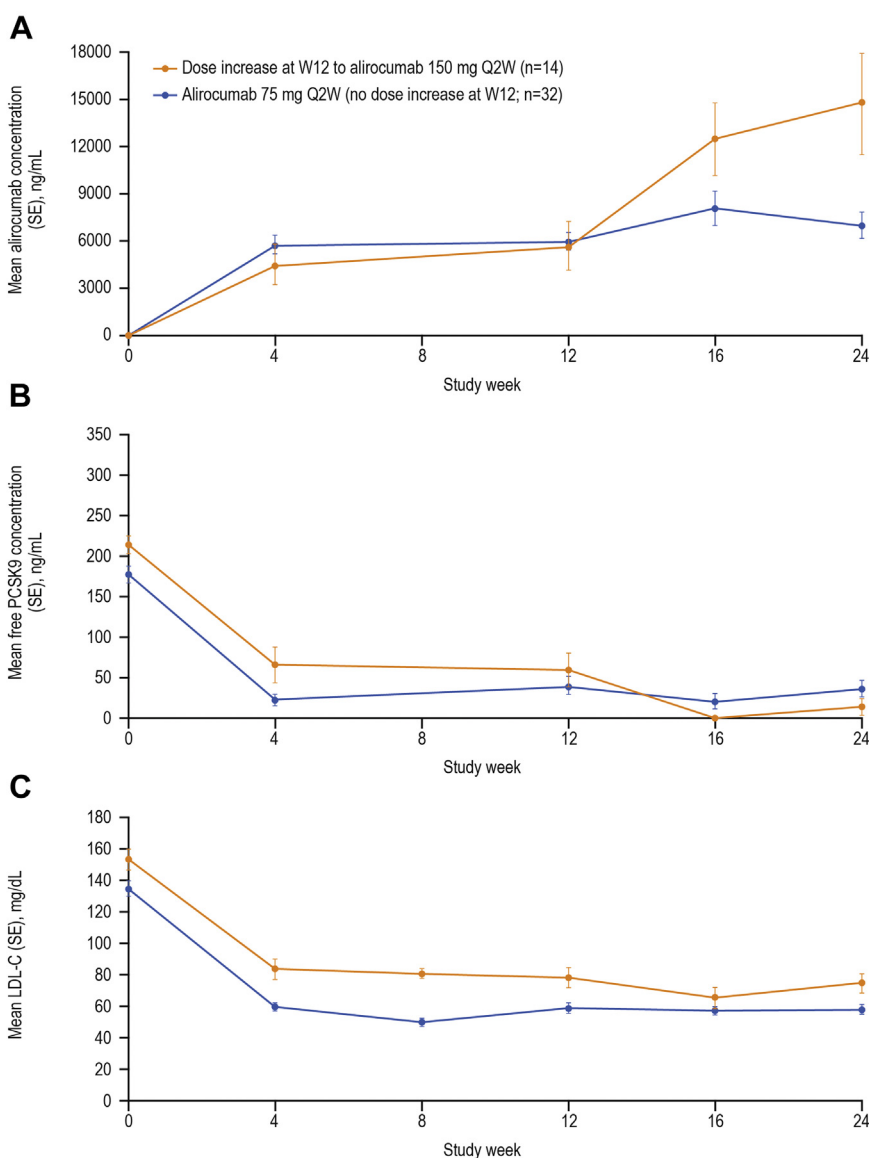 A
Mean alirocumab concentration
(SE), ng/mL
18000
15000
12000
9000
6000
3000
0
Dose increase at W12 to alirocumab 150 mg Q2W (n=14)
Alirocumab 75 mg Q2W (no dose increase at W12; n=32)
0 4 8 12 16 24
Study week
B
Mean free PCSK9 concentration
(SE), ng/mL
350
300
250
200
150
100
50
0
0 4 8 12 16 24
Study week
C
Mean LDL-C (SE), mg/dL
180
160
140
120
100
80
60
40
20
0
0 4 8 12 16 24
Study week